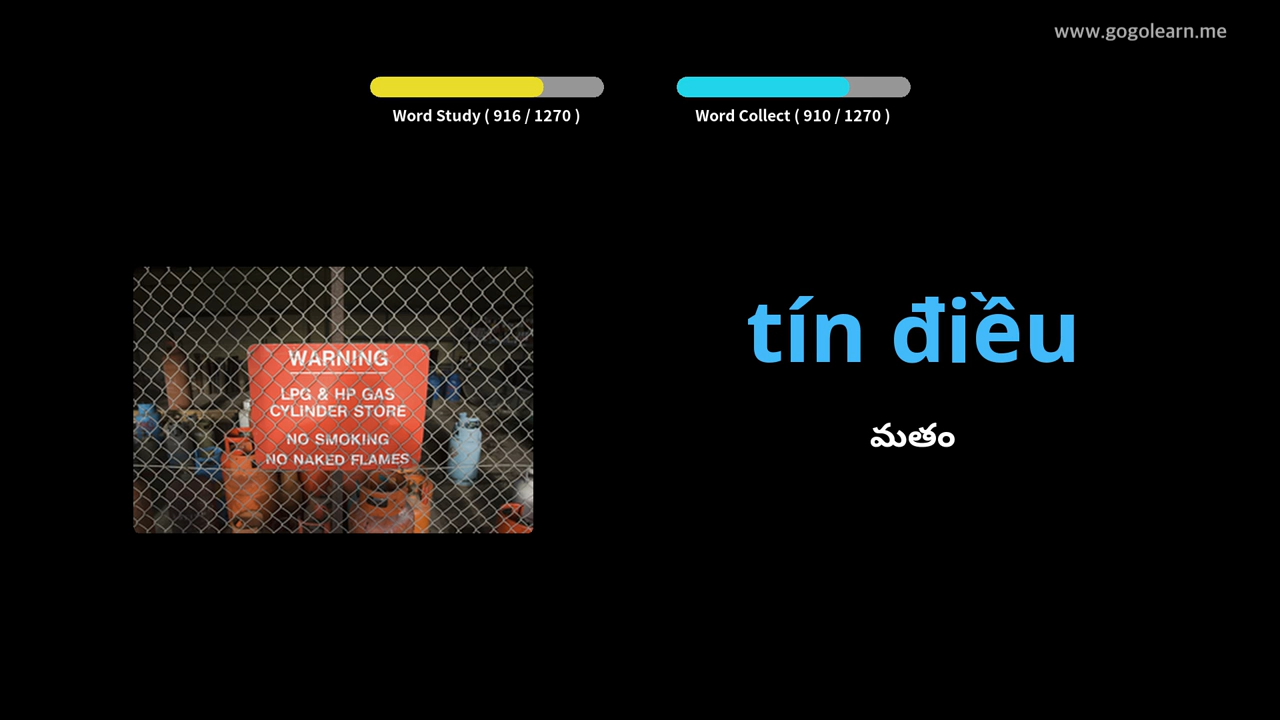 www.gogolearn.me
Word Study ( 916 / 1270 )
Word Collect ( 910 / 1270 )
WARNING
LPG & HP GAS
CYLINDER STORE
NO SMOKING
NO NAKED FLAMES
tín điều
మతం